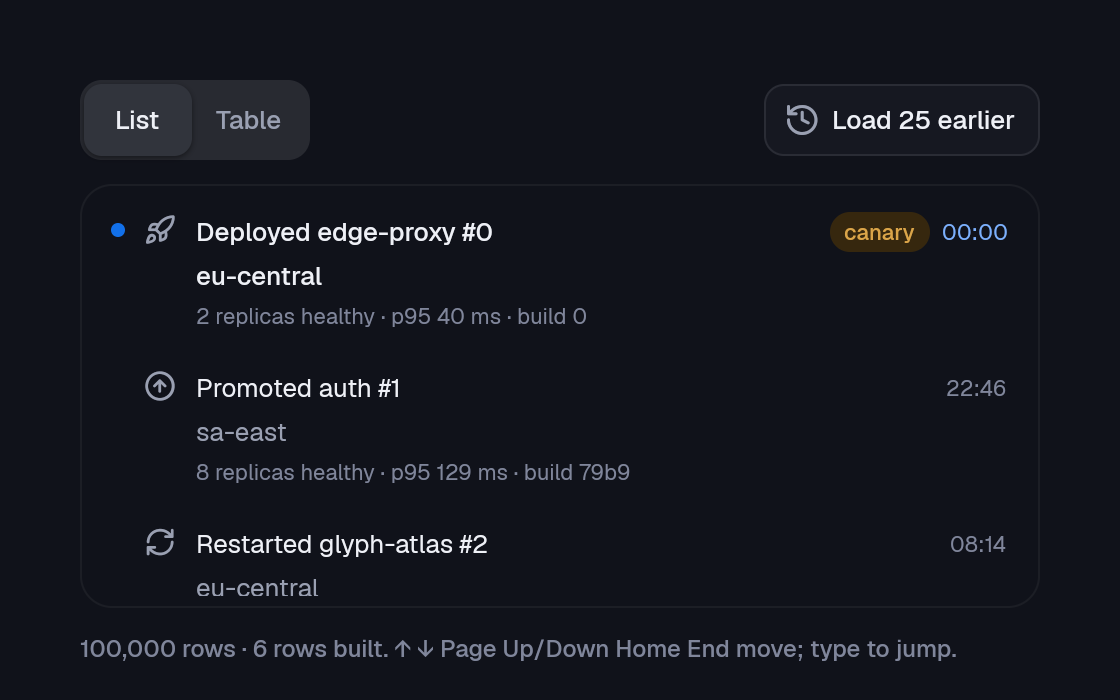 List Table Load 25 earlier
Deployed edge-proxy #0 canary 00:00
eu-central
2 replicas healthy · p95 40 ms · build 0
Promoted auth #1 22:46
sa-east
8 replicas healthy · p95 129 ms · build 79b9
Restarted glyph-atlas #2 08:14
eu-central
100,000 rows · 6 rows built. ↑ ↓ Page Up/Down Home End move; type to jump.